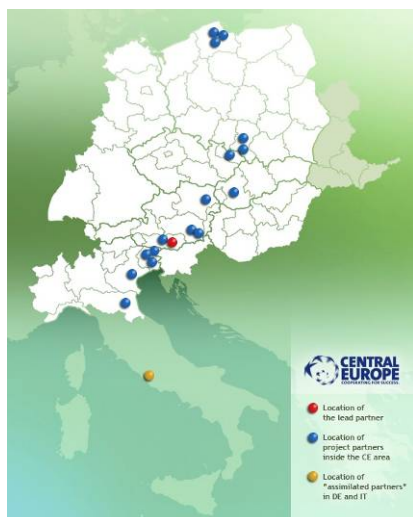 CENTRAL
EUROPE
COOPERATING FOR SUCCESS.
Location of
the lead partner
Location of
project partners
inside the CE area
Location of
"assimilated partners"
in DE and IT